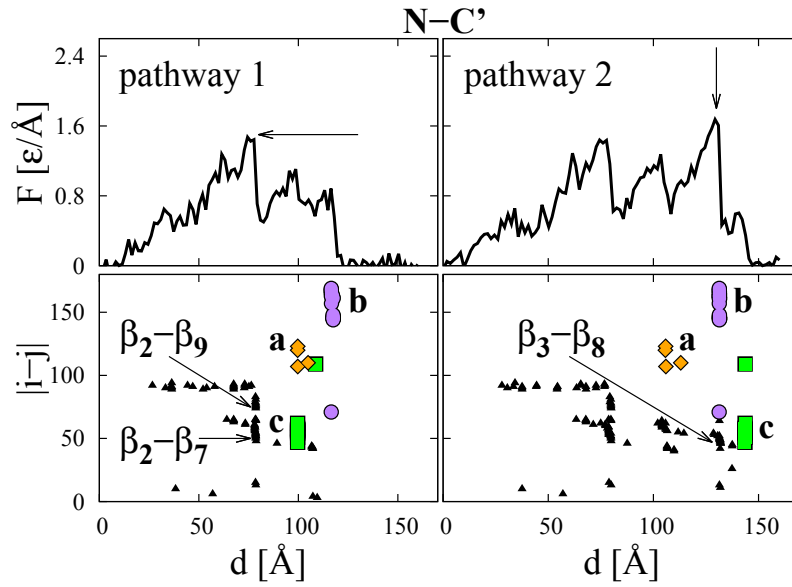 N−C’
pathway 1
pathway 2
F [ε/Å]
2.4
1.6
0.8
0
|i−j|
150
100
50
0
β₂−β₉
β₂−β₇
a
b
c
β₃−β₈
a
b
c
0 50 100 150
0 50 100 150
d [Å]
d [Å]